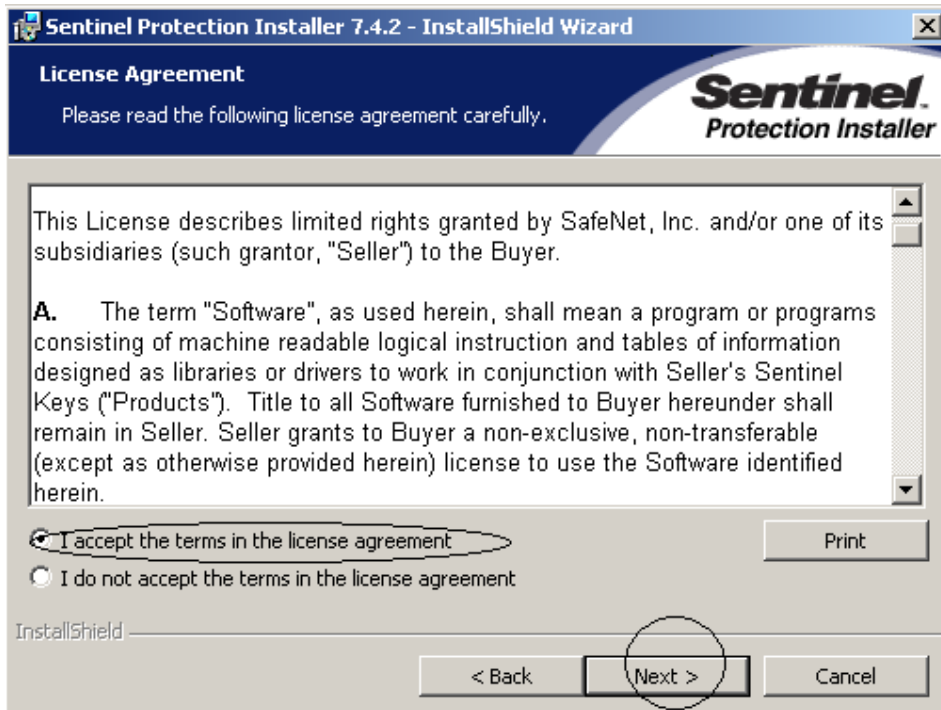 Sentinel Protection Installer 7.4.2 - InstallShield Wizard
License Agreement
Please read the following license agreement carefully.
Sentinel™
Protection Installer
This License describes limited rights granted by SafeNet, Inc. and/or one of its
subsidiaries (such grantor, "Seller") to the Buyer.
A. The term "Software", as used herein, shall mean a program or programs
consisting of machine readable logical instruction and tables of information
designed as libraries or drivers to work in conjunction with Seller's Sentinel
Keys ("Products"). Title to all Software furnished to Buyer hereunder shall
remain in Seller. Seller grants to Buyer a non-exclusive, non-transferable
(except as otherwise provided herein) license to use the Software identified
herein.
I accept the terms in the license agreement
Print
I do not accept the terms in the license agreement
InstallShield
< Back
Next >
Cancel